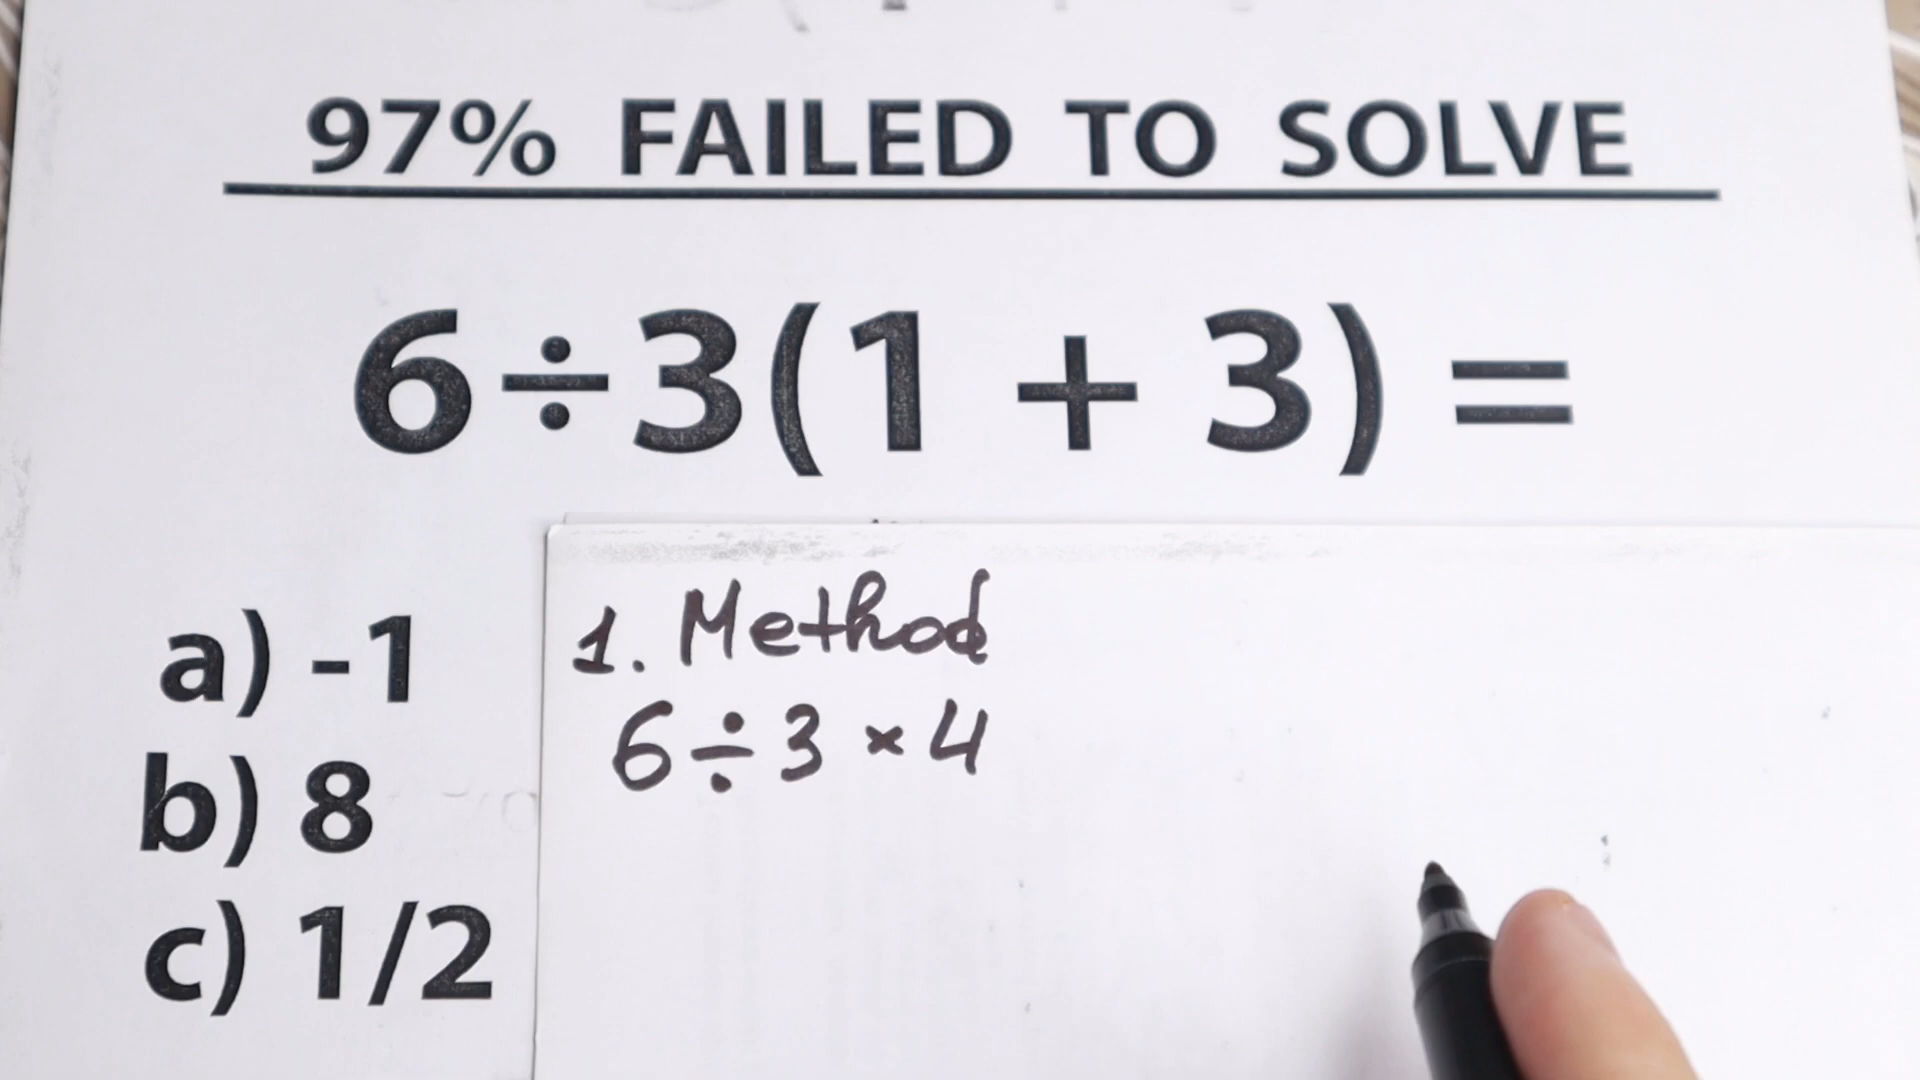 97% FAILED TO SOLVE
6÷3(1 + 3) =
a) -1
b) 8
c) 1/2
1. Method
6÷3×4